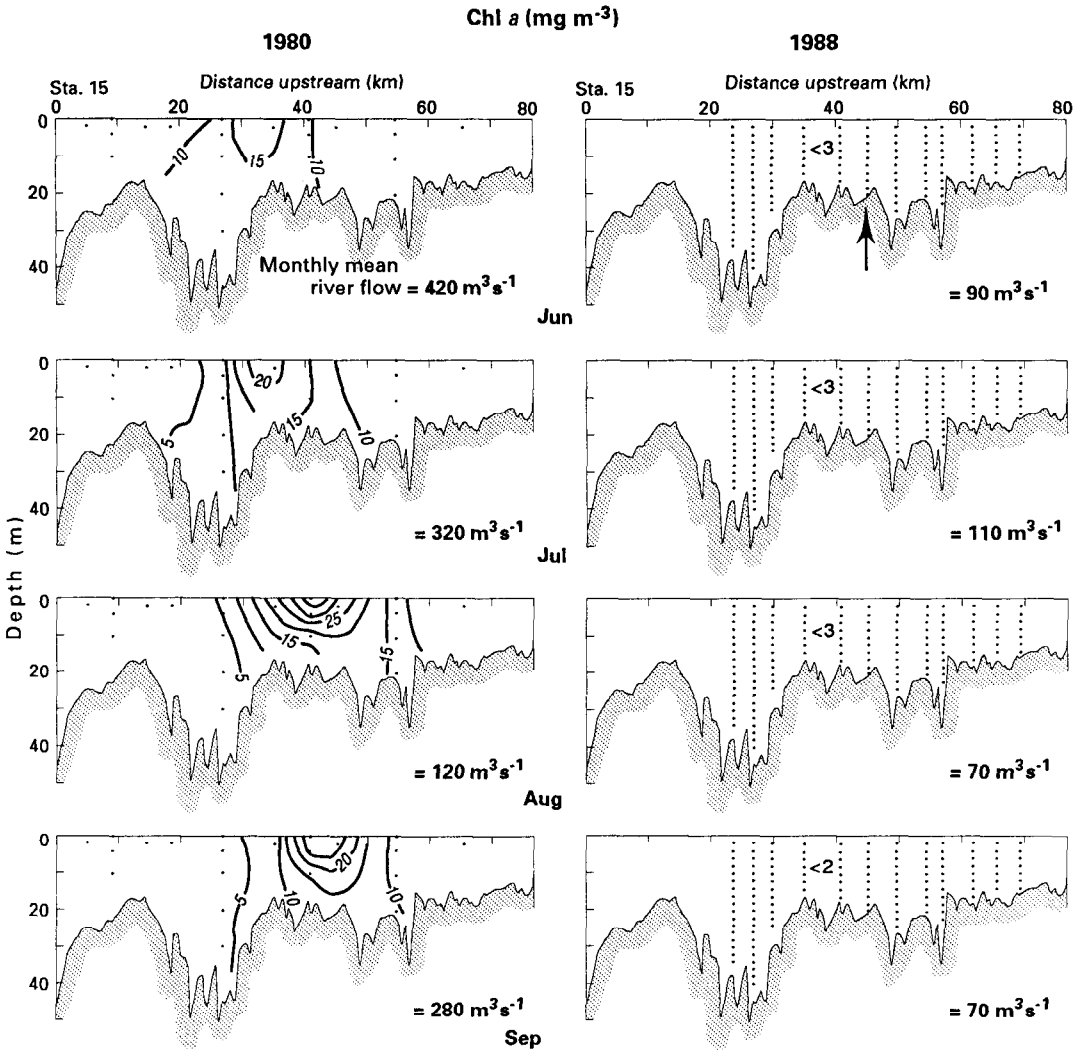 Chl a (mg m-3)
1980
1988
Sta. 15
Distance upstream (km)
0 20 40 60 80
Sta. 15
Distance upstream (km)
0 20 40 60 80
Depth (m)
0
20
40
10
15
10
Monthly mean
river flow = 420 m3s-1
<3
= 90 m3s-1
Jun
0
20
40
5
20
15
10
= 320 m3s-1
<3
= 110 m3s-1
Jul
0
20
40
5
15
25
15
= 120 m3s-1
<3
= 70 m3s-1
Aug
0
20
40
5
10
20
10
= 280 m3s-1
<2
= 70 m3s-1
Sep